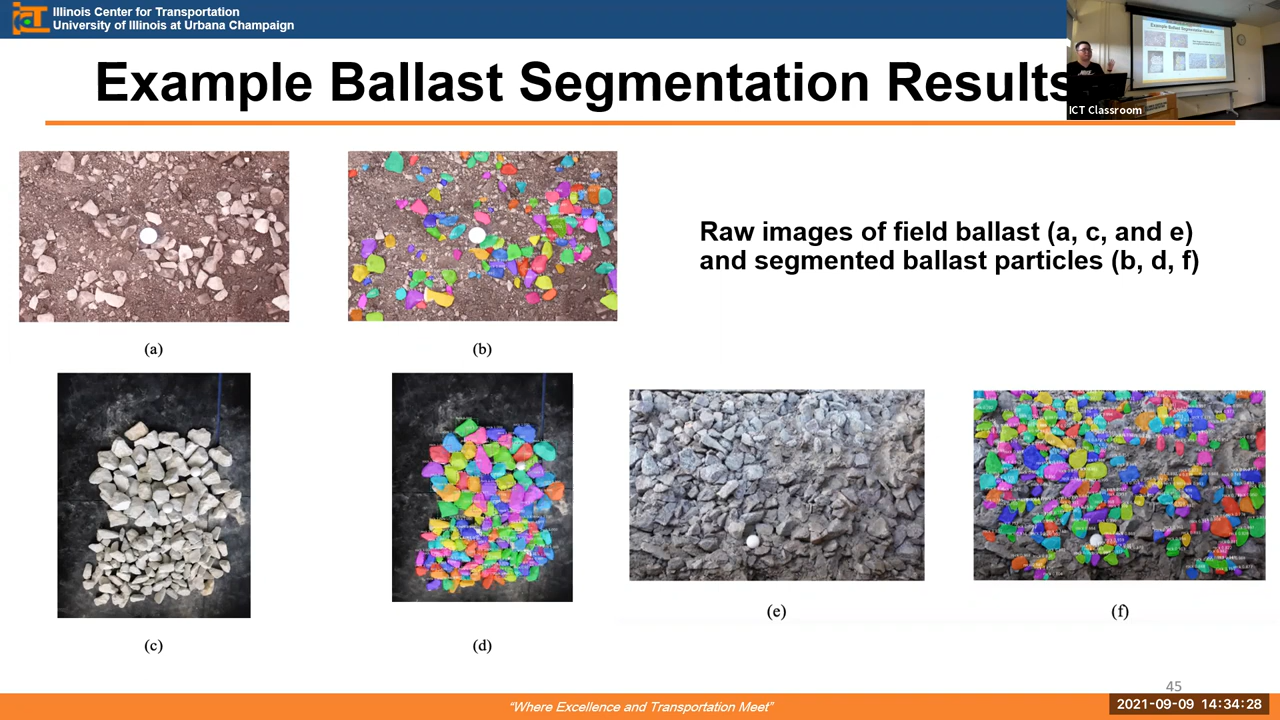 Illinois Center for Transportation
University of Illinois at Urbana Champaign
Example Ballast Segmentation Results
ICT Classroom
Raw images of field ballast (a, c, and e)
and segmented ballast particles (b, d, f)
(a)
(b)
(c)
(d)
(e)
(f)
45
“Where Excellence and Transportation Meet”
2021-09-09 14:34:28